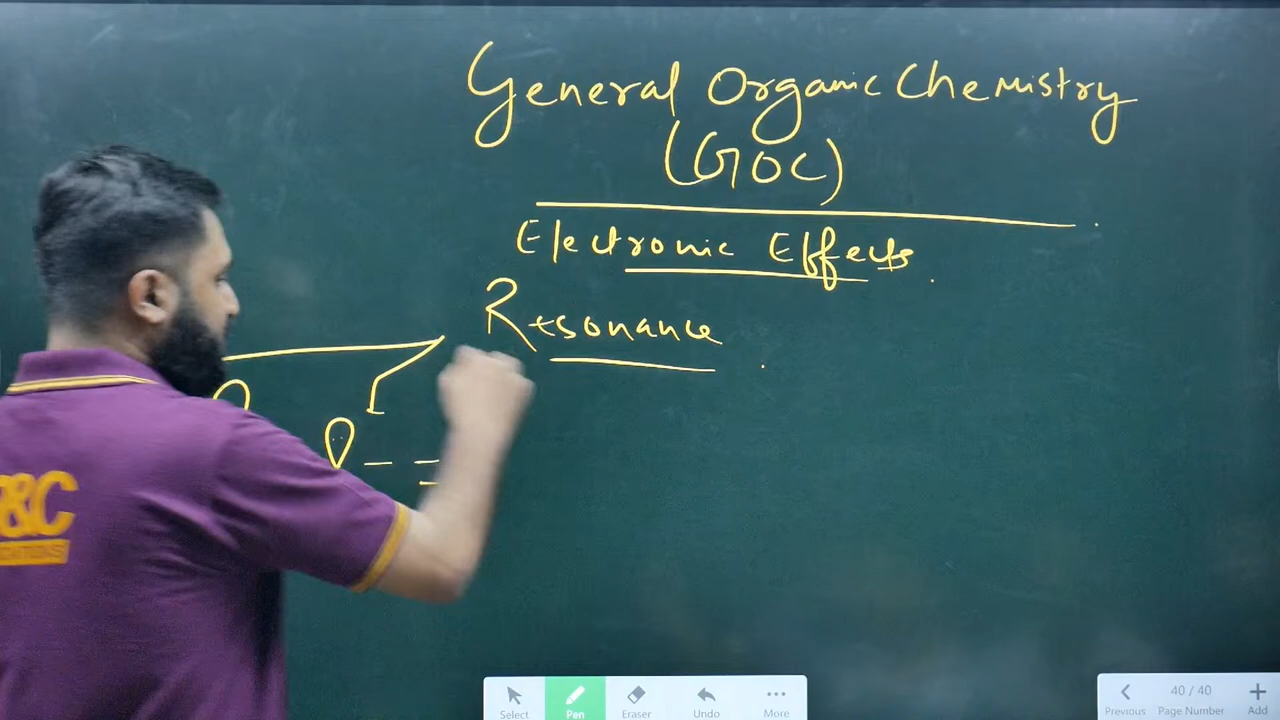 General Organic Chemistry
(GOC)
Electronic Effects
Resonance
&C
Select
Pen
Eraser
Undo
More
Previous
40 / 40
Page Number
Add